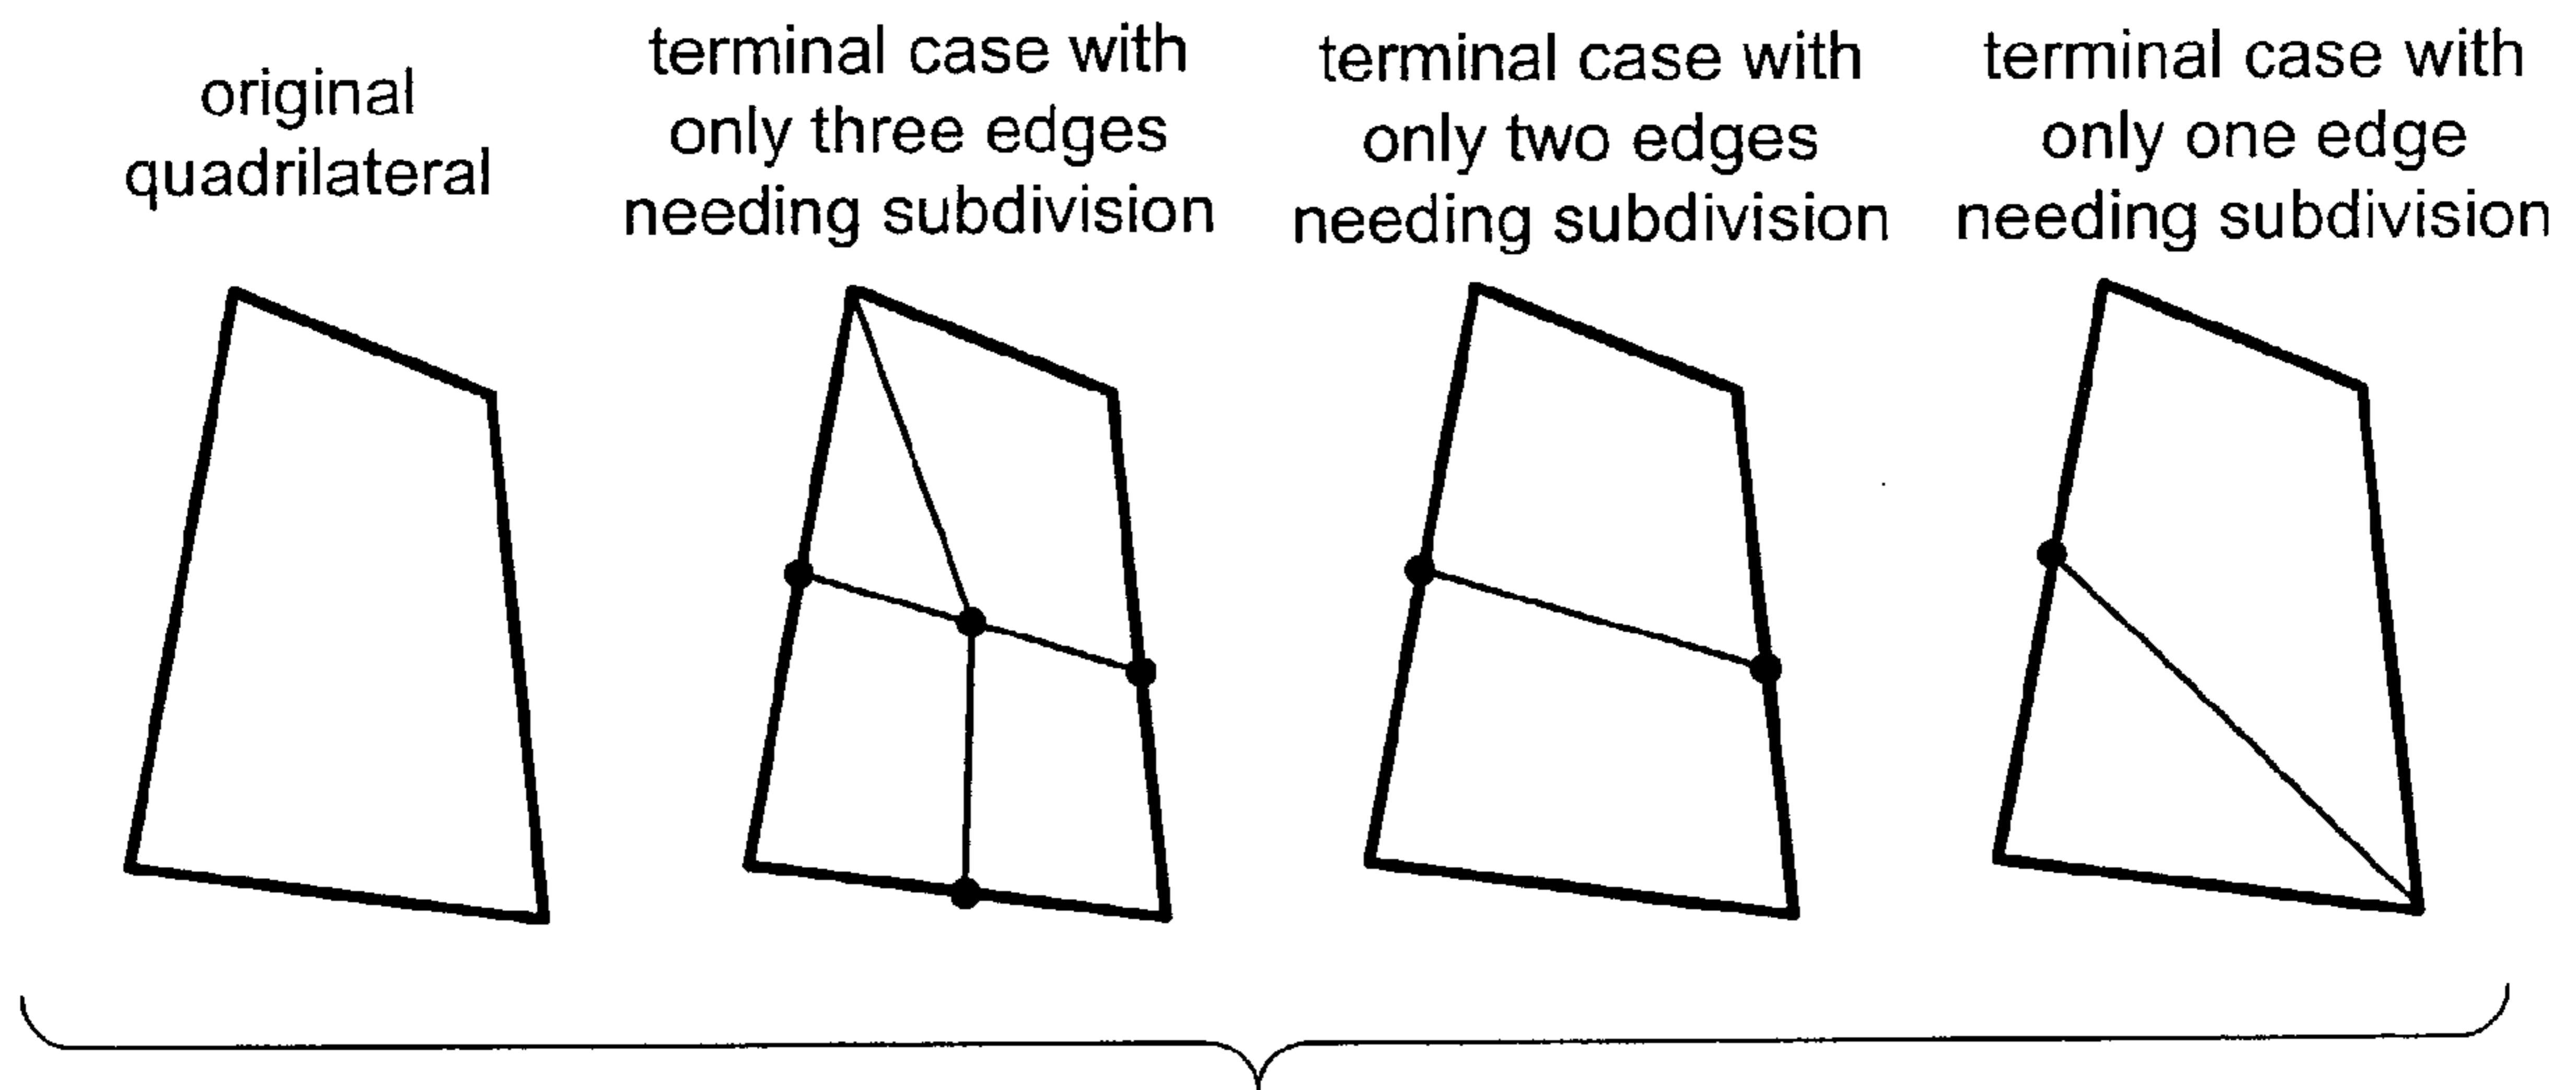 original
quadrilateral
terminal case with
only three edges
needing subdivision
terminal case with
only two edges
needing subdivision
terminal case with
only one edge
needing subdivision